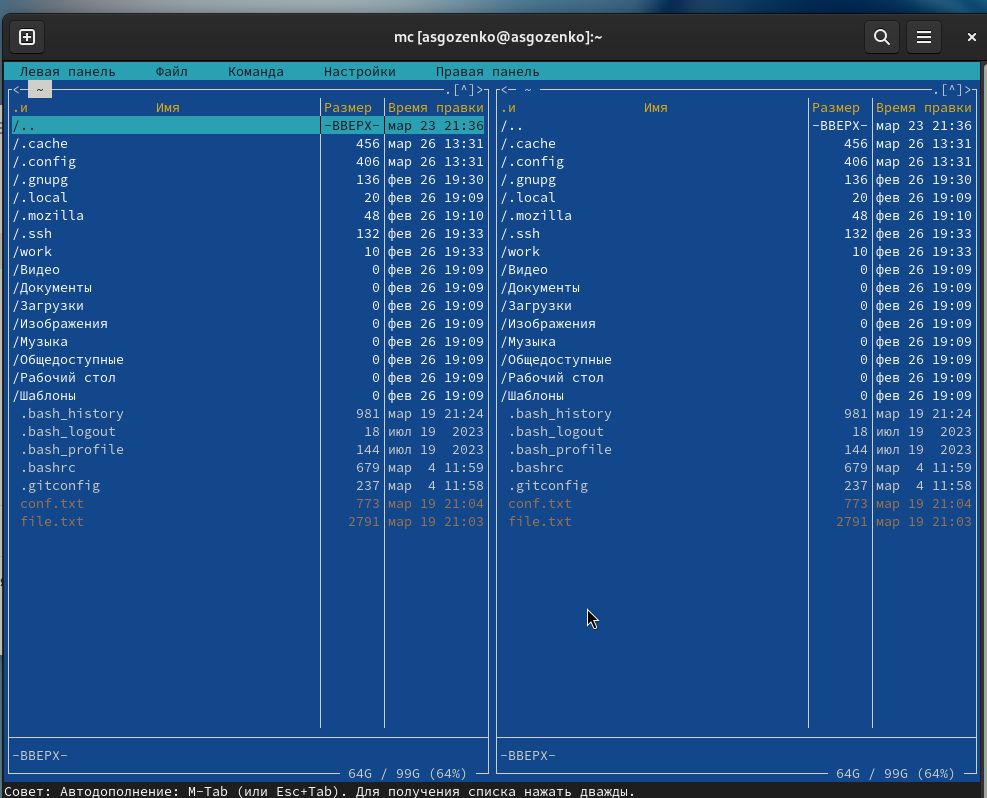 mc [asgozenko@asgozenko]:~
Левая панель Файл Команда Настройки Правая панель
<─ ~ .[^]> <─ ~ .[^]>
.и Имя Размер Время правки .и Имя Размер Время правки
/.. -ВВЕРХ- мар 23 21:36 /.. -ВВЕРХ- мар 23 21:36
/.cache 456 мар 26 13:31 /.cache 456 мар 26 13:31
/.config 406 мар 26 13:31 /.config 406 мар 26 13:31
/.gnupg 136 фев 26 19:30 /.gnupg 136 фев 26 19:30
/.local 20 фев 26 19:09 /.local 20 фев 26 19:09
/.mozilla 48 фев 26 19:10 /.mozilla 48 фев 26 19:10
/.ssh 132 фев 26 19:33 /.ssh 132 фев 26 19:33
/work 10 фев 26 19:33 /work 10 фев 26 19:33
/Видео 0 фев 26 19:09 /Видео 0 фев 26 19:09
/Документы 0 фев 26 19:09 /Документы 0 фев 26 19:09
/Загрузки 0 фев 26 19:09 /Загрузки 0 фев 26 19:09
/Изображения 0 фев 26 19:09 /Изображения 0 фев 26 19:09
/Музыка 0 фев 26 19:09 /Музыка 0 фев 26 19:09
/Общедоступные 0 фев 26 19:09 /Общедоступные 0 фев 26 19:09
/Рабочий стол 0 фев 26 19:09 /Рабочий стол 0 фев 26 19:09
/Шаблоны 0 фев 26 19:09 /Шаблоны 0 фев 26 19:09
.bash_history 981 мар 19 21:24 .bash_history 981 мар 19 21:24
.bash_logout 18 июл 19 2023 .bash_logout 18 июл 19 2023
.bash_profile 144 июл 19 2023 .bash_profile 144 июл 19 2023
.bashrc 679 мар 4 11:59 .bashrc 679 мар 4 11:59
.gitconfig 237 мар 4 11:58 .gitconfig 237 мар 4 11:58
conf.txt 773 мар 19 21:04 conf.txt 773 мар 19 21:04
file.txt 2791 мар 19 21:03 file.txt 2791 мар 19 21:03
-ВВЕРХ- -ВВЕРХ-
64G / 99G (64%) 64G / 99G (64%)
Совет: Автодополнение: M-Tab (или Esc+Tab). Для получения списка нажать дважды.